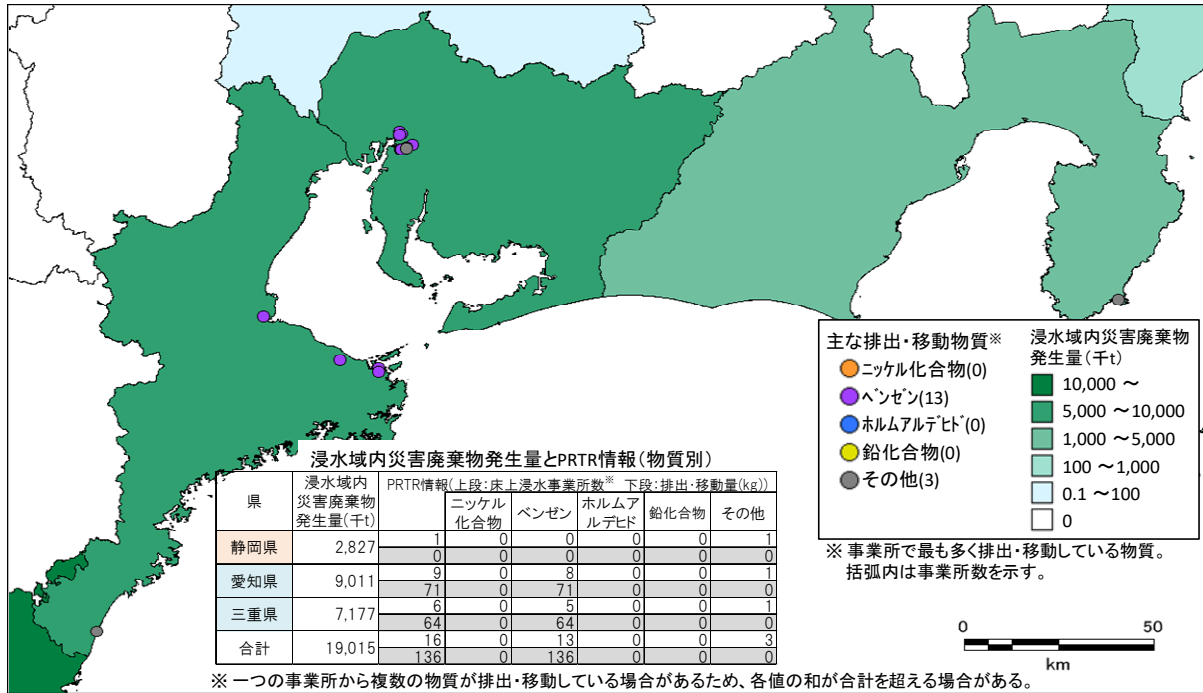 主な排出・移動物質※
ニッケル化合物(0)
ベンゼン(13)
ホルムアルデヒド(0)
鉛化合物(0)
その他(3)
浸水域内災害廃棄物
発生量(千t)
10,000 ～
5,000 ～10,000
1,000 ～5,000
100 ～1,000
0.1 ～100
0
※ 事業所で最も多く排出・移動している物質。
括弧内は事業所数を示す。
0 50
km
浸水域内災害廃棄物発生量とPRTR情報(物質別)
県 浸水域内災害廃棄物発生量(千t) PRTR情報(上段:床上浸水事業所数※ 下段:排出・移動量(kg))
ニッケル化合物 ベンゼン ホルムアルデヒド 鉛化合物 その他
静岡県 2,827 1 0 0 0 0 1
0 0 0 0 0 0
愛知県 9,011 9 0 8 0 0 1
71 0 71 0 0 0
三重県 7,177 6 0 5 0 0 1
64 0 64 0 0 0
合計 19,015 16 0 13 0 0 3
136 0 136 0 0 0
※ 一つの事業所から複数の物質が排出・移動している場合があるため、各値の和が合計を超える場合がある。